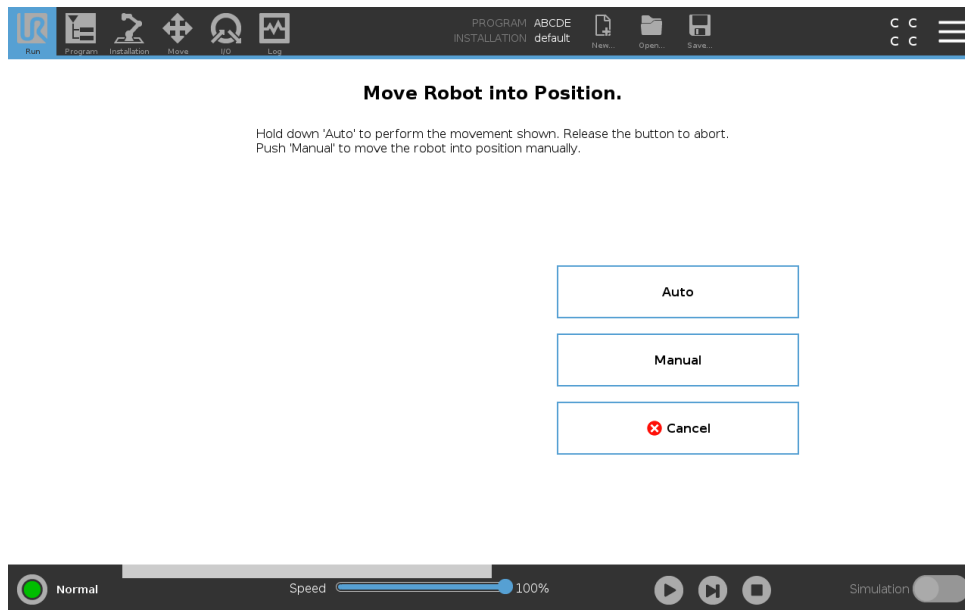 PROGRAM ABCDE
INSTALLATION default
C C
C C
Run Program Installation Move I/O Log New... Open... Save...
Move Robot into Position.
Hold down 'Auto' to perform the movement shown. Release the button to abort.
Push 'Manual' to move the robot into position manually.
Auto
Manual
Cancel
Normal Speed 100% Simulation